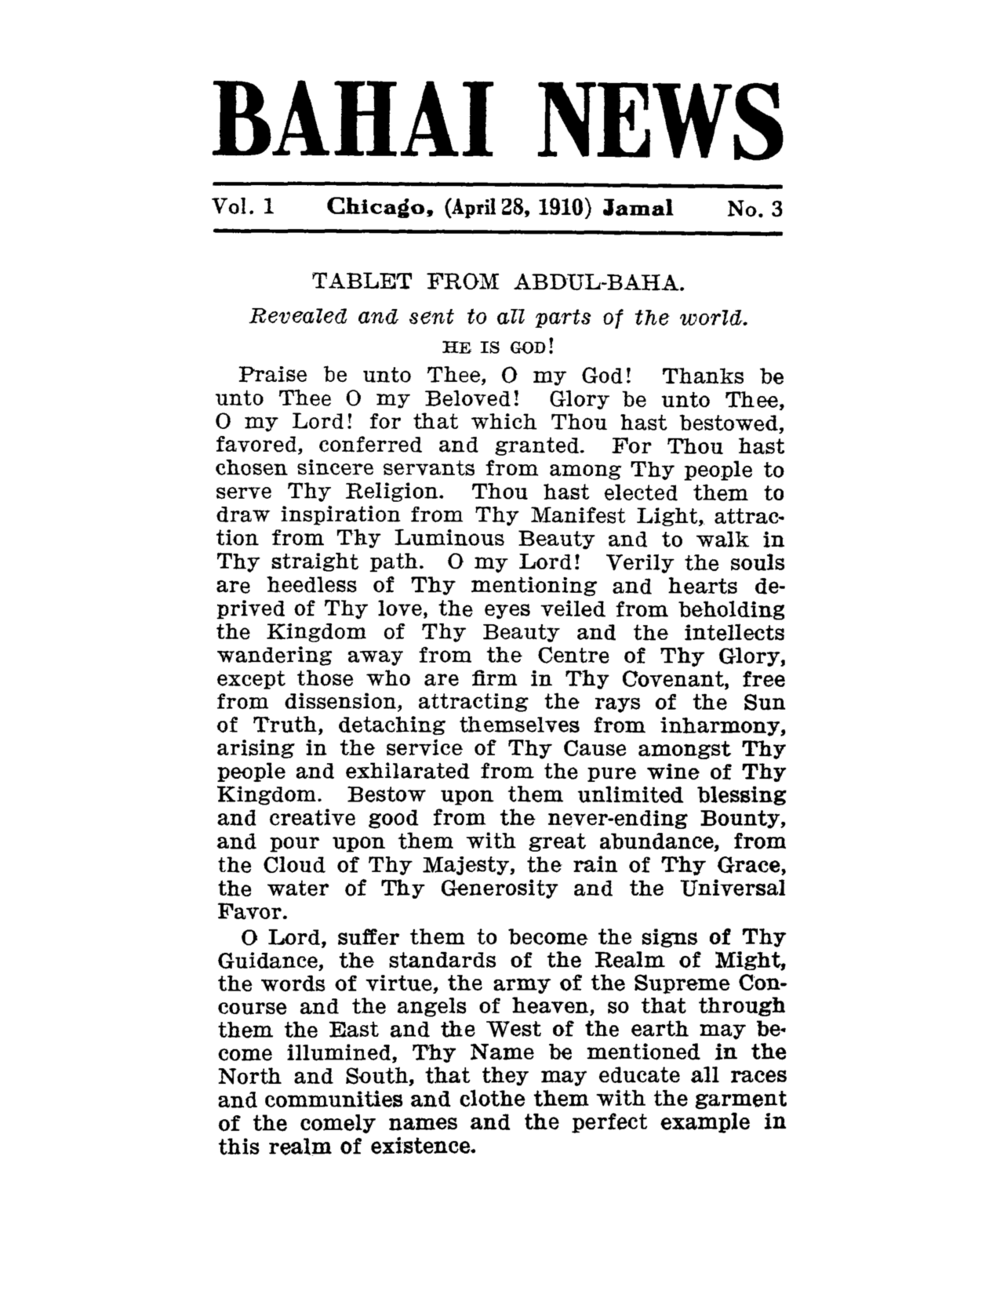 BAHAI NEWS
Vol. 1 Chicago, (April 28, 1910) Jamal No. 3
TABLET FROM ABDUL-BAHA.
Revealed and sent to all parts of the world.
HE IS GOD!
Praise be unto Thee, O my God! Thanks be
unto Thee O my Beloved! Glory be unto Thee,
O my Lord! for that which Thou hast bestowed,
favored, conferred and granted. For Thou hast
chosen sincere servants from among Thy people to
serve Thy Religion. Thou hast elected them to
draw inspiration from Thy Manifest Light, attrac-
tion from Thy Luminous Beauty and to walk in
Thy straight path. O my Lord! Verily the souls
are heedless of Thy mentioning and hearts de-
prived of Thy love, the eyes veiled from beholding
the Kingdom of Thy Beauty and the intellects
wandering away from the Centre of Thy Glory,
except those who are firm in Thy Covenant, free
from dissension, attracting the rays of the Sun
of Truth, detaching themselves from inharmony,
arising in the service of Thy Cause amongst Thy
people and exhilarated from the pure wine of Thy
Kingdom. Bestow upon them unlimited blessing
and creative good from the never-ending Bounty,
and pour upon them with great abundance, from
the Cloud of Thy Majesty, the rain of Thy Grace,
the water of Thy Generosity and the Universal
Favor.
O Lord, suffer them to become the signs of Thy
Guidance, the standards of the Realm of Might,
the words of virtue, the army of the Supreme Con-
course and the angels of heaven, so that through
them the East and the West of the earth may be-
come illumined, Thy Name be mentioned in the
North and South, that they may educate all races
and communities and clothe them with the garment
of the comely names and the perfect example in
this realm of existence.